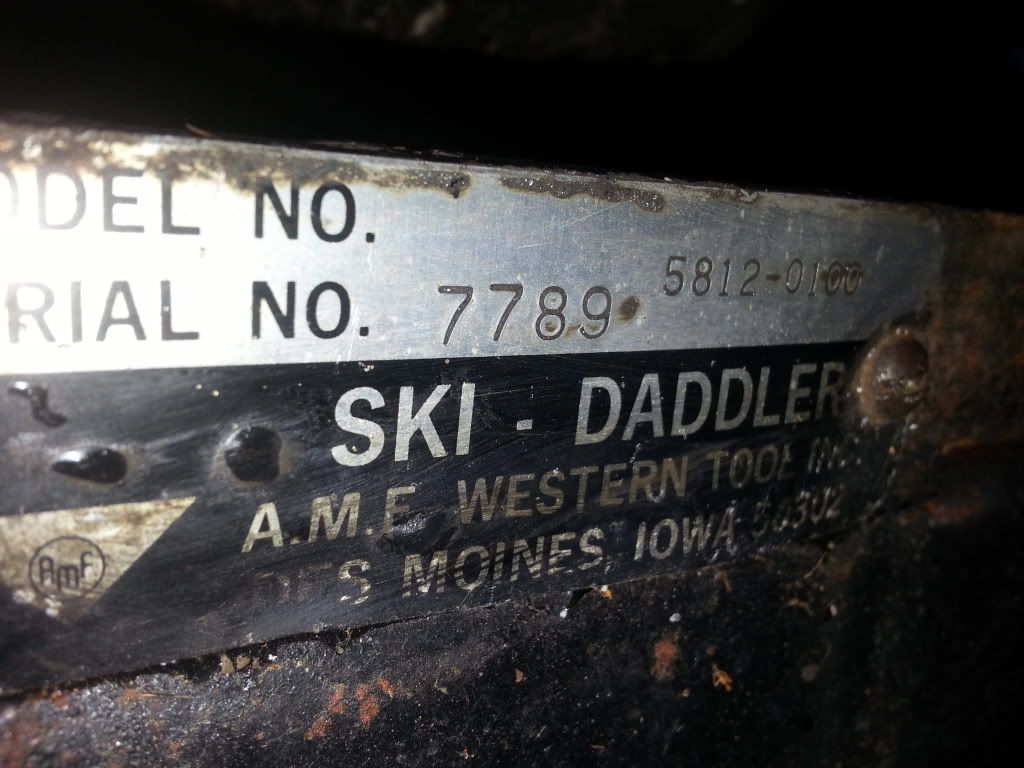 ODEL NO. 5812-0100
RIAL NO. 7789
SKI - DADDLER
A.M.F. WESTERN TOOL INC.
DES MOINES, IOWA, 50302
AMF